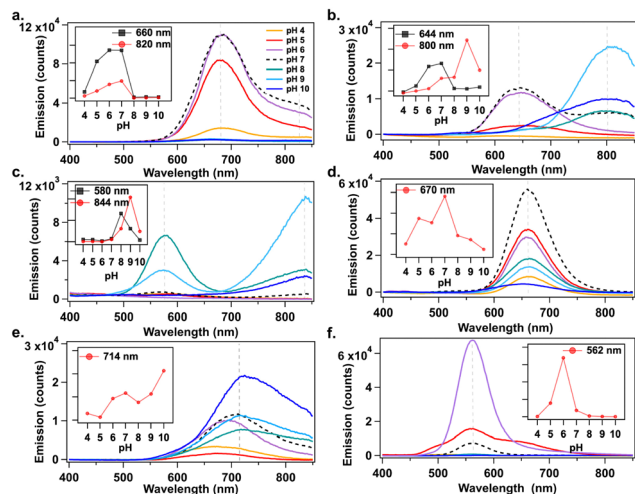 a.
12 x10³
8
4
0
Emission (counts)
660 nm
820 nm
4 5 6 7 8 9 10
pH
pH 4
pH 5
pH 6
pH 7
pH 8
pH 9
pH 10
400 500 600 700 800
Wavelength (nm)
b.
3 x10⁴
2
1
0
Emission (counts)
644 nm
800 nm
4 5 6 7 8 9 10
pH
400 500 600 700 800
Wavelength (nm)
c.
12 x10³
8
4
0
Emission (counts)
580 nm
844 nm
4 5 6 7 8 9 10
pH
400 500 600 700 800
Wavelength (nm)
d.
6 x10⁴
4
2
0
Emission (counts)
670 nm
4 5 6 7 8 9 10
pH
400 500 600 700 800
Wavelength (nm)
e.
3 x10⁴
2
1
0
Emission (counts)
714 nm
4 5 6 7 8 9 10
pH
400 500 600 700 800
Wavelength (nm)
f.
6 x10⁴
4
2
0
Emission (counts)
562 nm
4 5 6 7 8 9 10
pH
400 500 600 700 800
Wavelength (nm)